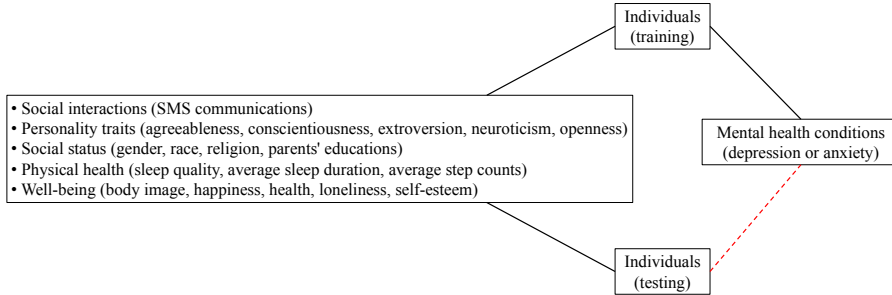 Individuals
(training)
• Social interactions (SMS communications)
• Personality traits (agreeableness, conscientiousness, extroversion, neuroticism, openness)
• Social status (gender, race, religion, parents' educations)
• Physical health (sleep quality, average sleep duration, average step counts)
• Well-being (body image, happiness, health, loneliness, self-esteem)
Mental health conditions
(depression or anxiety)
Individuals
(testing)